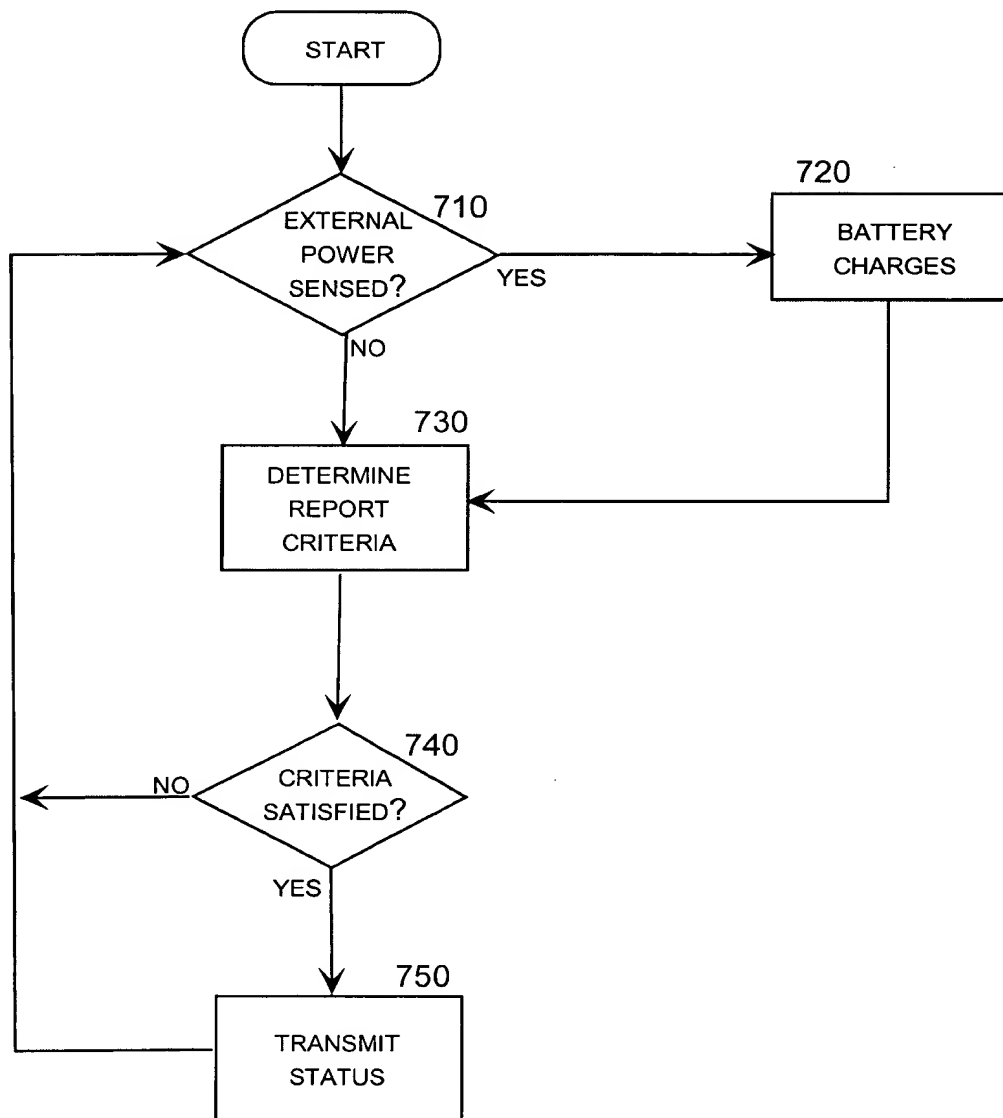 START
710
EXTERNAL
POWER
SENSED?
YES
NO
720
BATTERY
CHARGES
730
DETERMINE
REPORT
CRITERIA
740
CRITERIA
SATISFIED?
NO
YES
750
TRANSMIT
STATUS